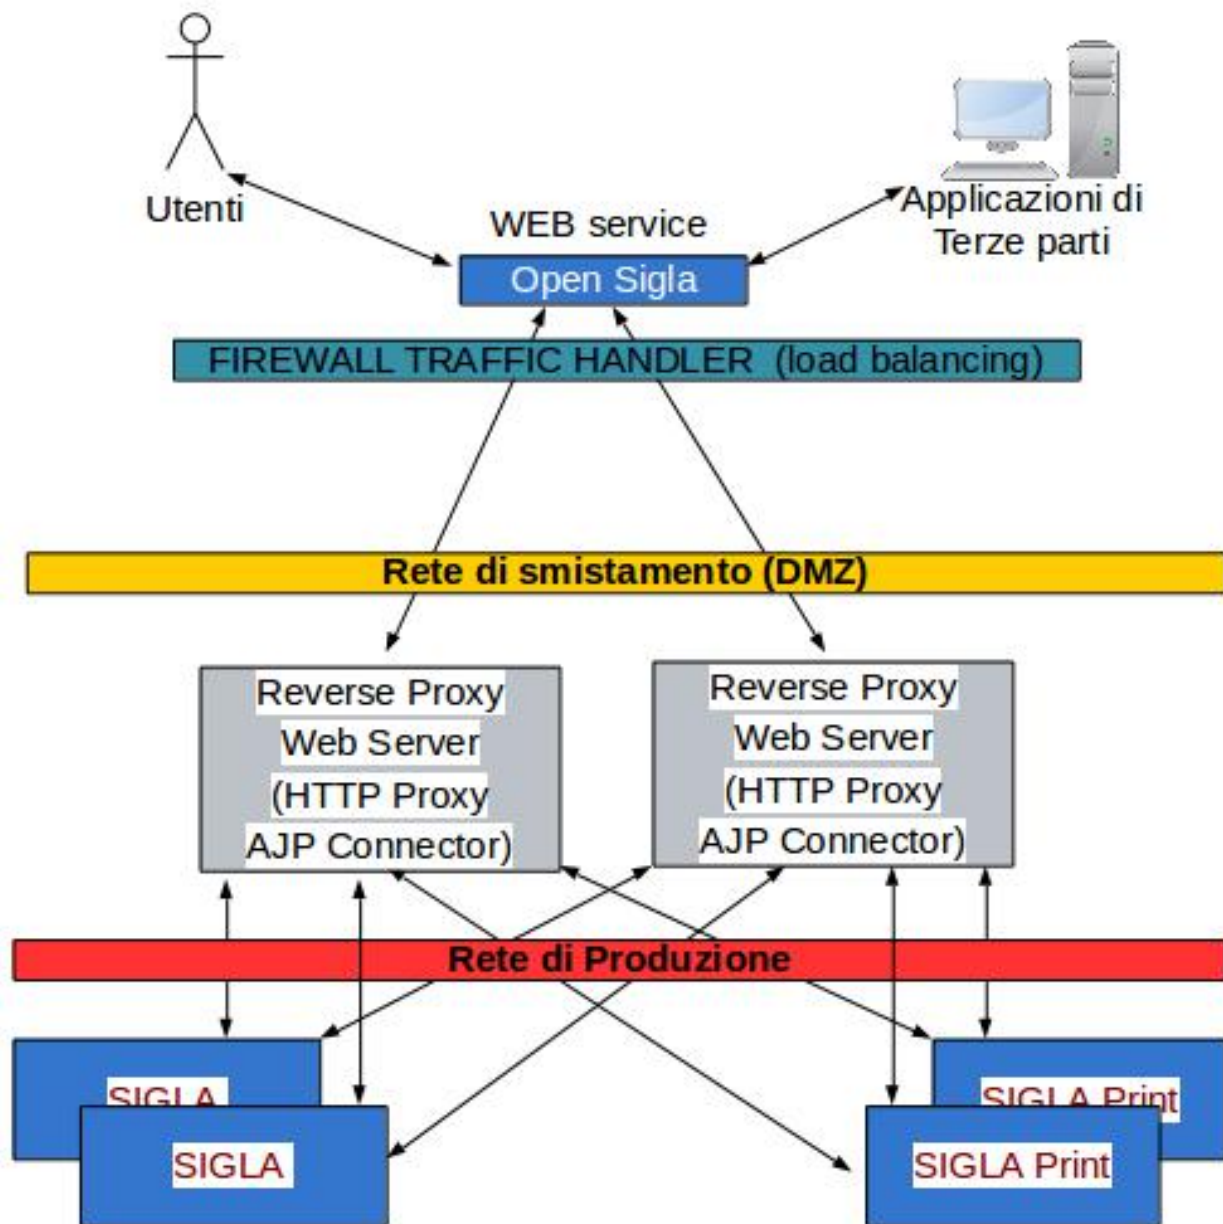 Utenti
Applicazioni di
Terze parti
WEB service
Open Sigla
FIREWALL TRAFFIC HANDLER (load balancing)
Rete di smistamento (DMZ)
Reverse Proxy
Web Server
(HTTP Proxy
AJP Connector)
Reverse Proxy
Web Server
(HTTP Proxy
AJP Connector)
Rete di Produzione
SIGLA
SIGLA
SIGLA Print
SIGLA Print